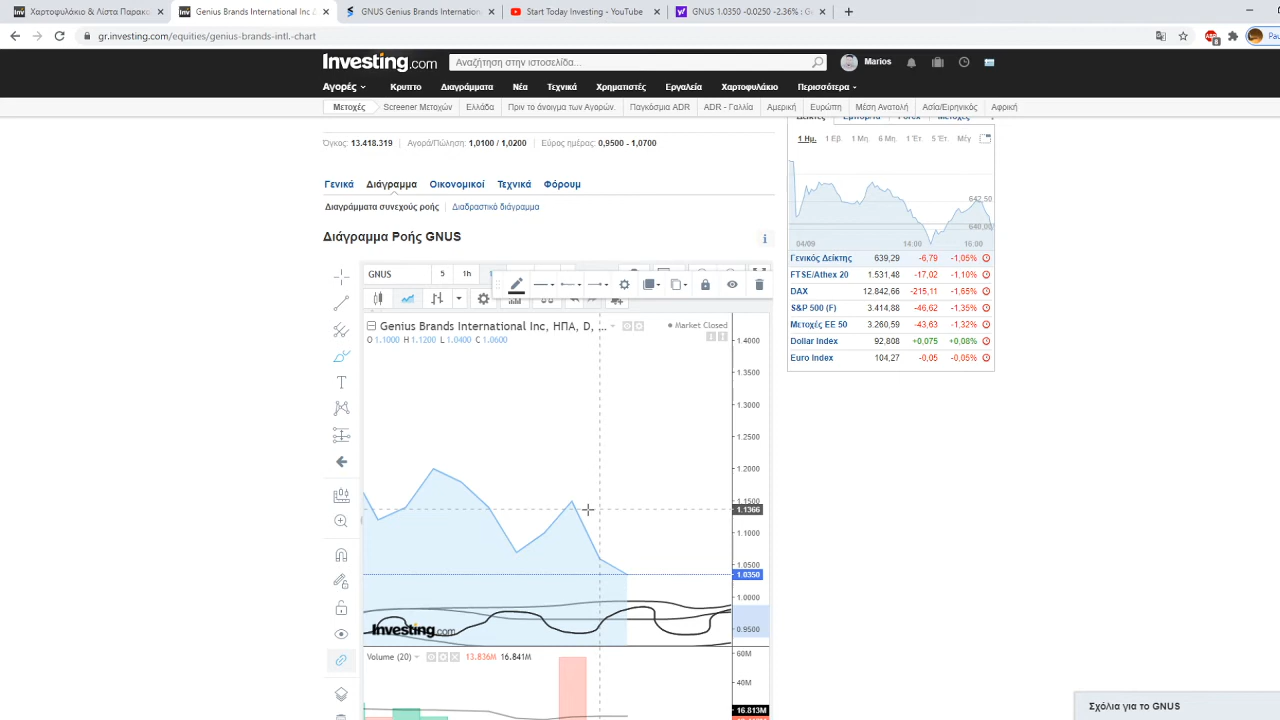 Χαρτοφυλάκιο & Λίστα Παρακο
Genius Brands International Inc Δ
GNUS Genius Brands Internation
Start Today Investing - YouTube
GNUS 1.0350 -0.0250 -2.36% : Ge
gr.investing.com/equities/genius-brands-intl.-chart
Investing.com
Αναζήτηση στην ιστοσελίδα...
Marios
Αγορές Κρυπτο Διαγράμματα Νέα Τεχνικά Χρηματιστές Εργαλεία Χαρτοφυλάκιο Περισσότερα
Μετοχές Screener Μετοχών Ελλάδα Πριν το άνοιγμα των Αγορών. Παγκόσμια ADR ADR - Γαλλία Αμερική Ευρώπη Μέση Ανατολή Ασία/Ειρηνικός Αφρική
Όγκος: 13.418.319 Αγορά/Πώληση: 1,0100 / 1,0200 Εύρος ημέρας: 0,9500 - 1,0700
Γενικά Διάγραμμα Οικονομικοί Τεχνικά Φόρουμ
Διαγράμματα συνεχούς ροής Διαδραστικό διάγραμμα
Διάγραμμα Ροής GNUS
GNUS 5 1h
Genius Brands International Inc, ΗΠΑ, D, ...
Market Closed
O 1.1000 H 1.1200 L 1.0400 C 1.0600
1.4000
1.3500
1.3000
1.2500
1.2000
1.1500
1.1366
1.1000
1.0500
1.0350
1.0000
0.9500
Investing.com
Volume (20) 13.836M 16.841M
60M
40M
16.813M
Δείκτες Εμπορεύμ Forex Μετοχές
1 Ημ. 1 Εβ. 1 Μη. 6 Μη. 1 Έτ. 5 Έτ. Μέγ
642,50
640,00
04/09 14:00 16:00
Γενικός Δείκτης 639,29 -6,79 -1,05%
FTSE/Athex 20 1.531,48 -17,02 -1,10%
DAX 12.842,66 -215,11 -1,65%
S&P 500 (F) 3.414,88 -46,62 -1,35%
Μετοχές ΕΕ 50 3.260,59 -43,63 -1,32%
Dollar Index 92,808 +0,075 +0,08%
Euro Index 104,27 -0,05 -0,05%
Σχόλια για το GNUS